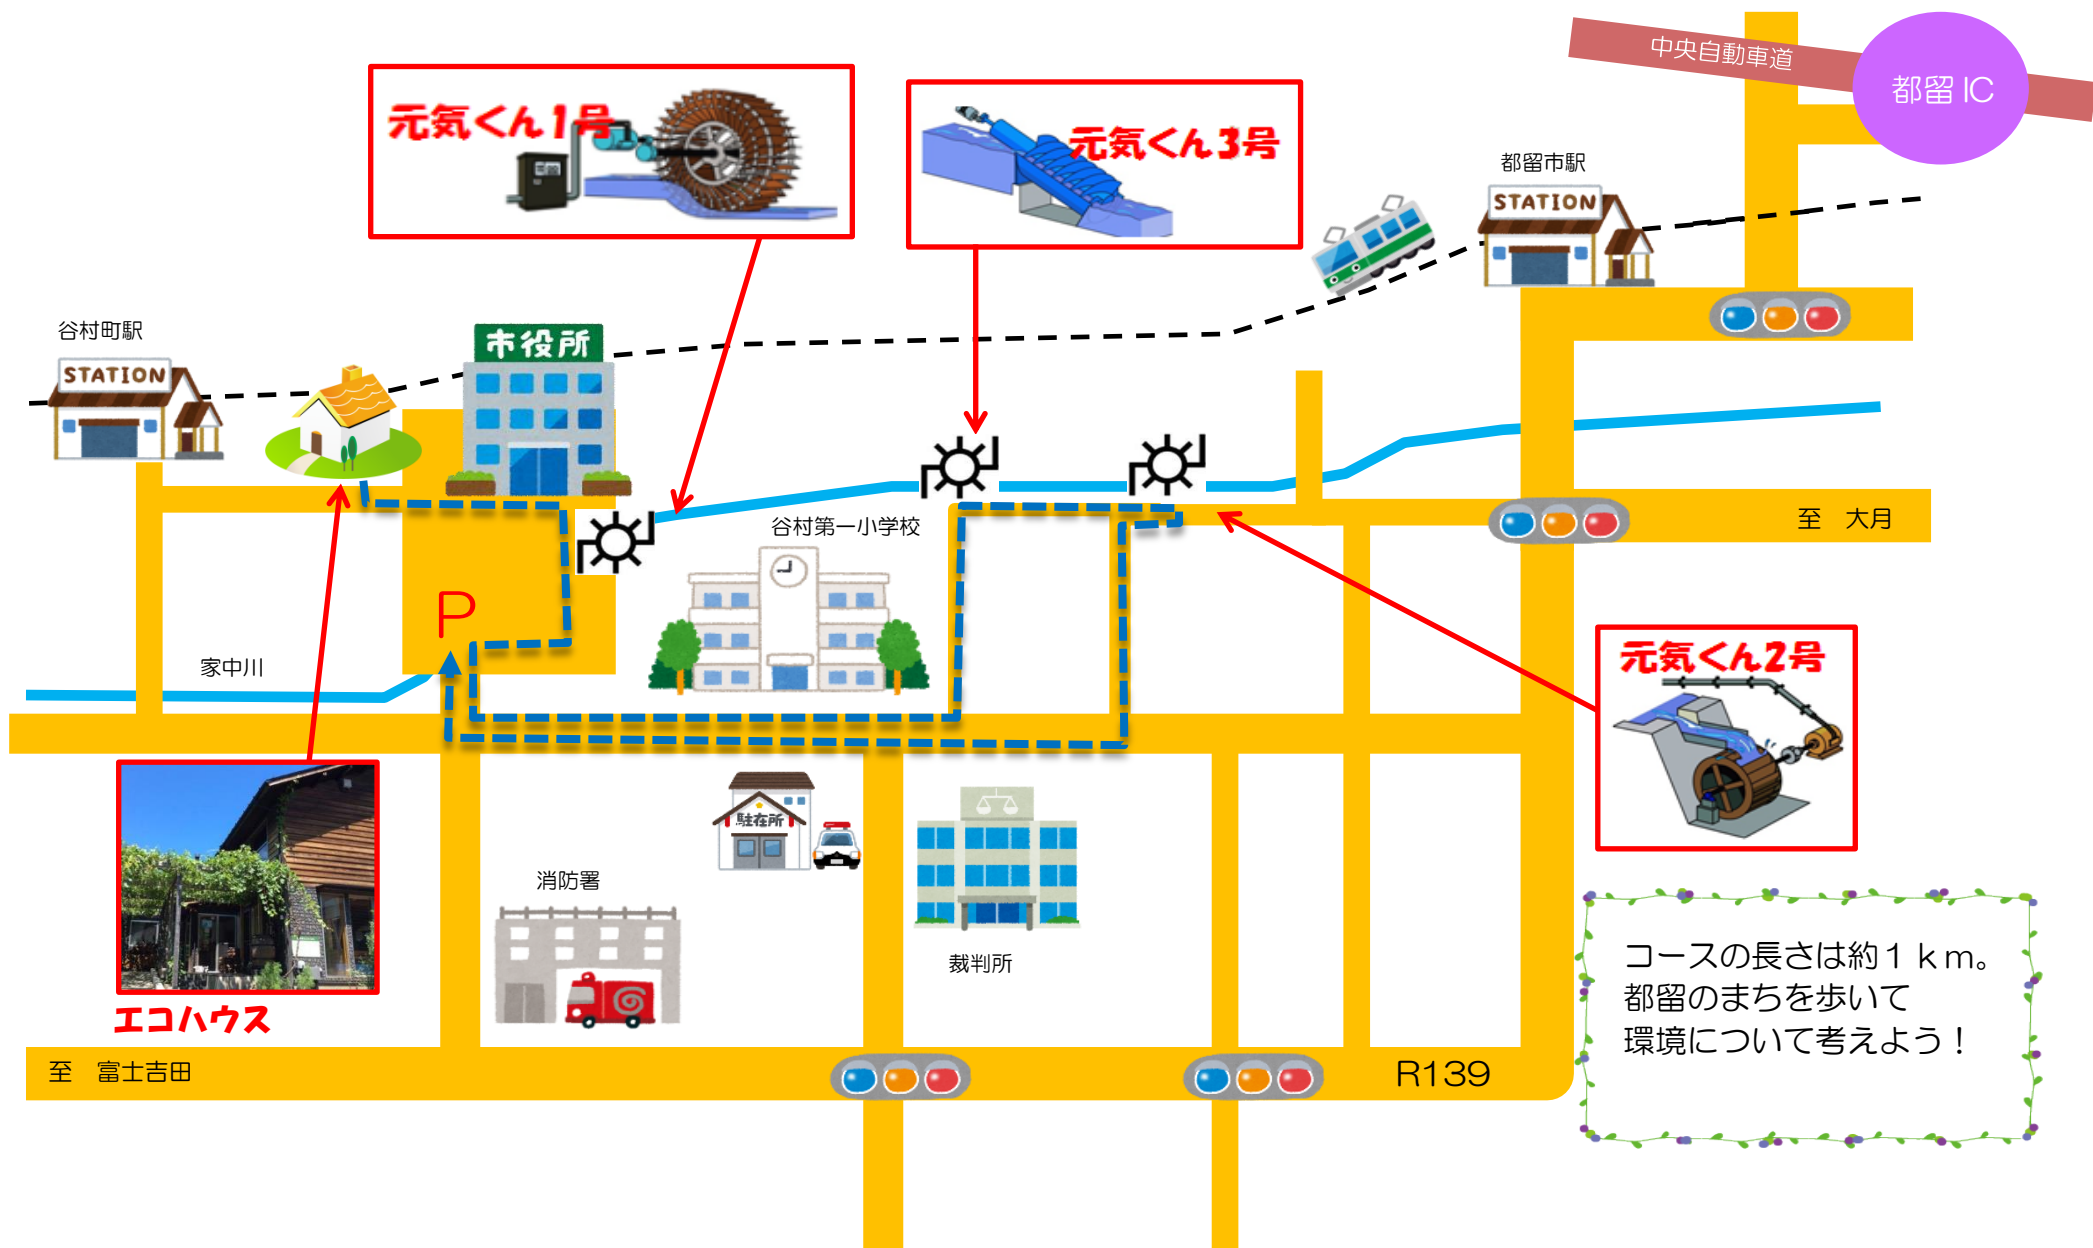 中央自動車道
都留 IC
元気くん1号
元気くん3号
都留市駅
STATION
谷村町駅
STATION
市役所
谷村第一小学校
至　大月
P
家中川
元気くん2号
駐在所
消防署
裁判所
エコハウス
コースの長さは約１ｋｍ。
都留のまちを歩いて
環境について考えよう！
至　富士吉田
R139